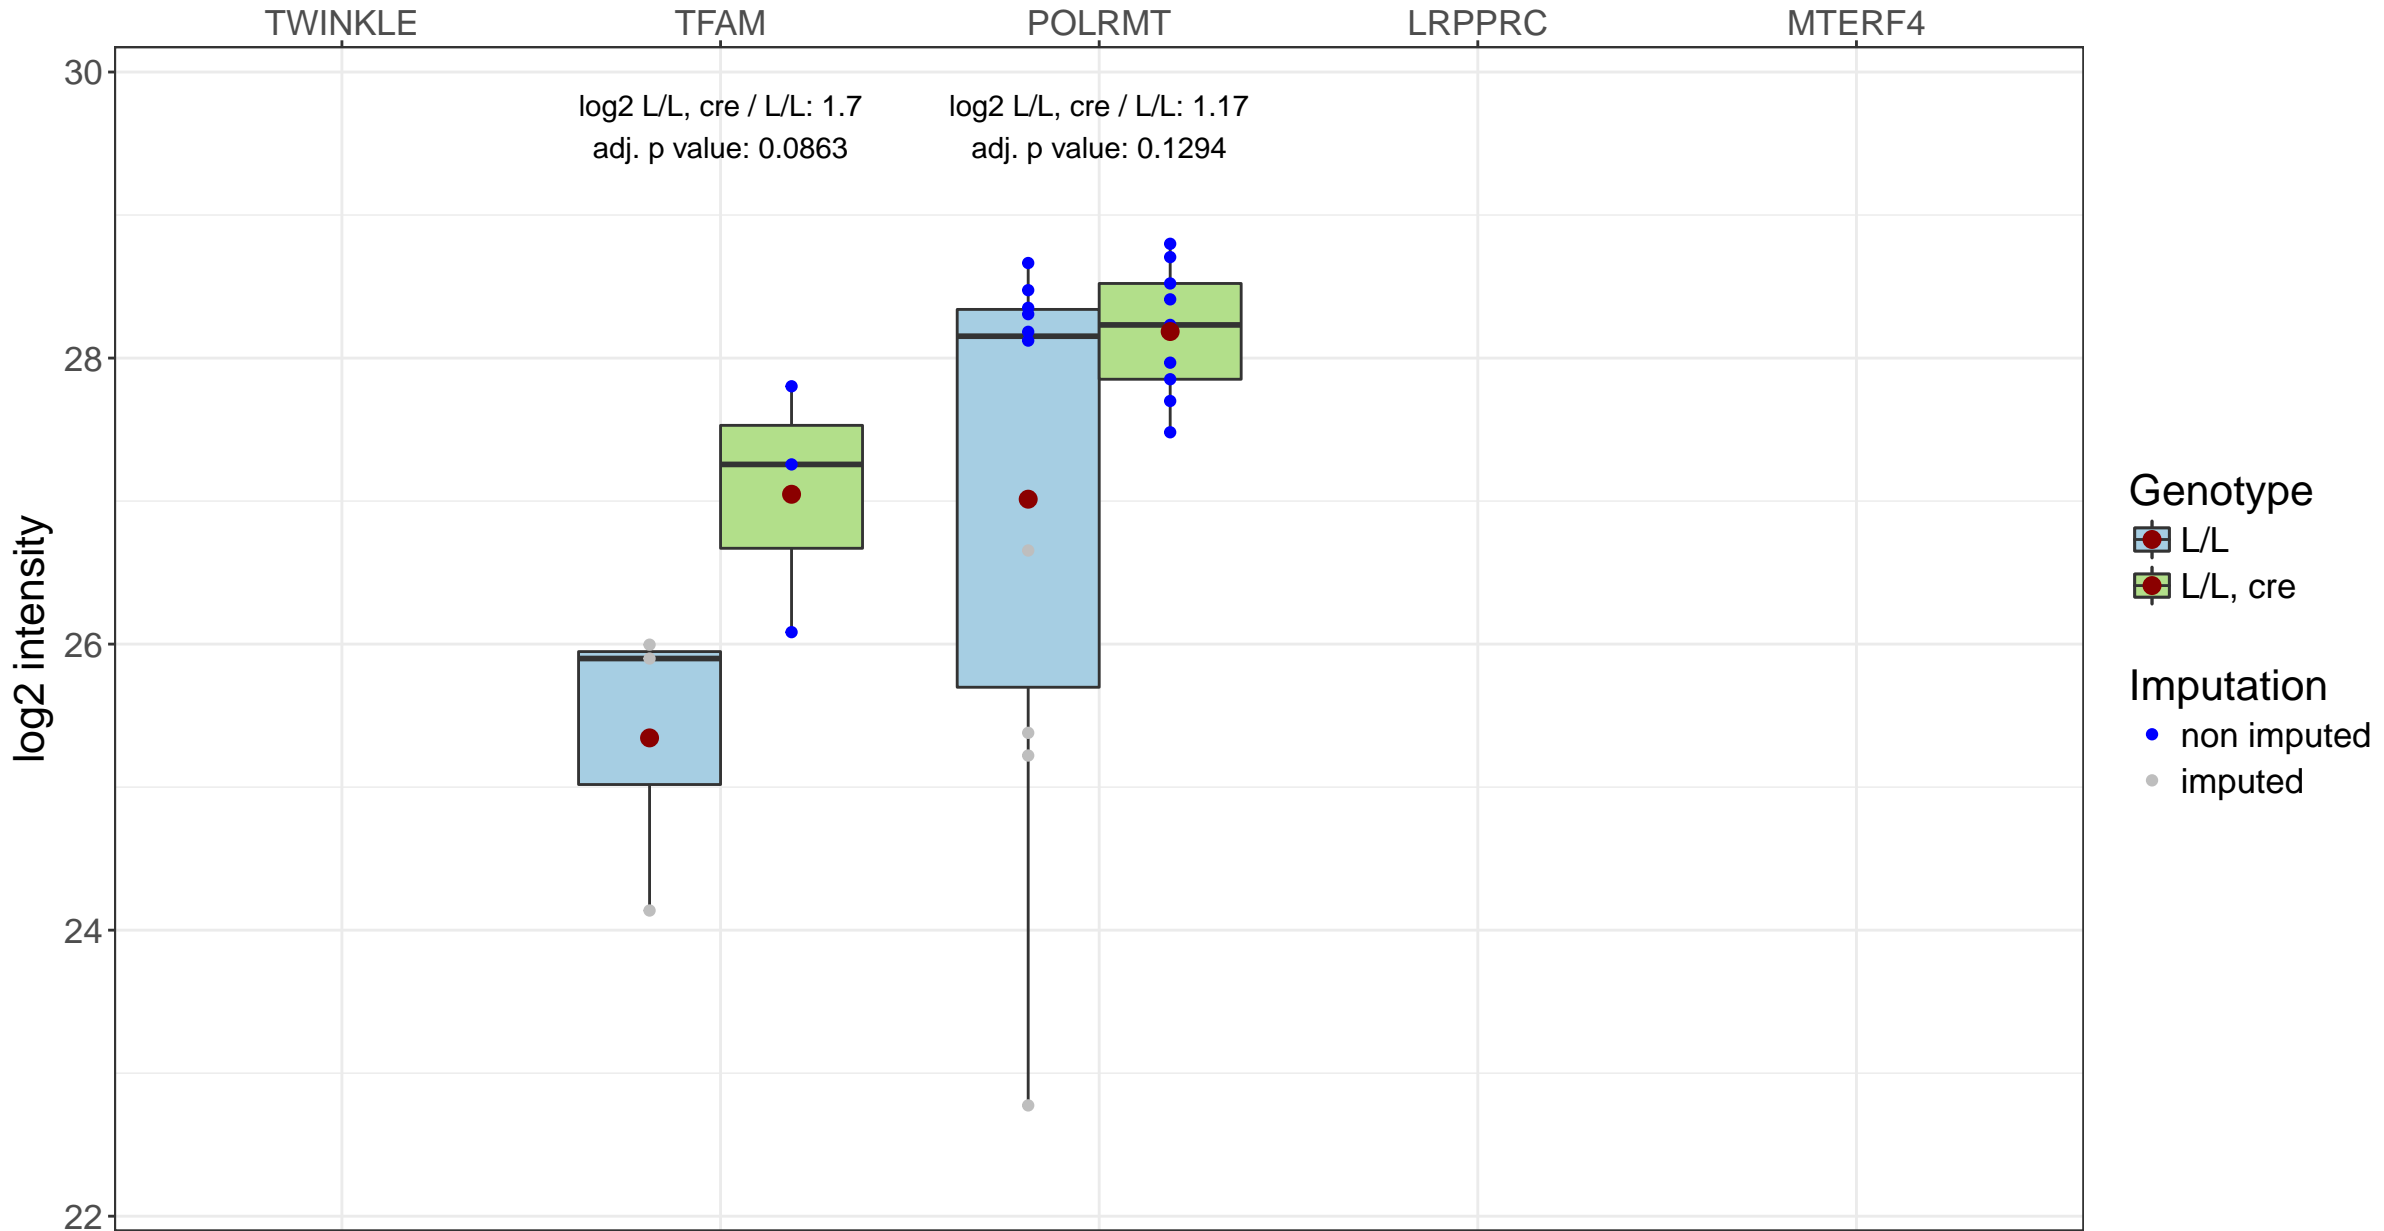 TWINKLE TFAM POLRMT LRPPRC MTERF4
30
log2 L/L, cre / L/L: 1.7
adj. p value: 0.0863
log2 L/L, cre / L/L: 1.17
adj. p value: 0.1294
28
26
24
22
log2 intensity
Genotype
L/L
L/L, cre
Imputation
non imputed
imputed